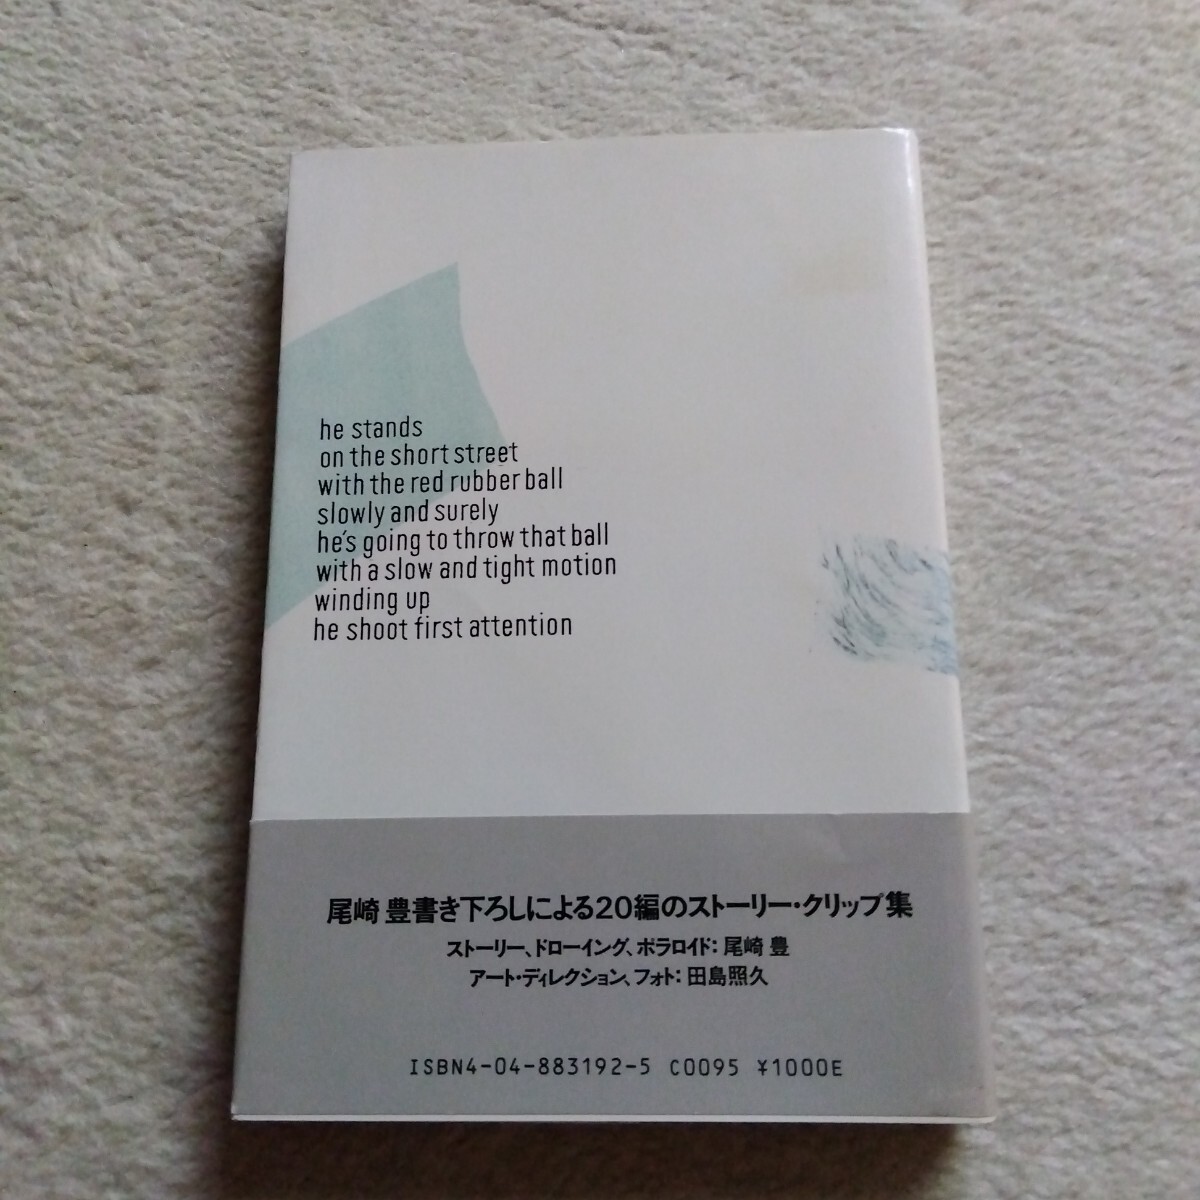 he stands
on the short street
with the red rubber ball
slowly and surely
he's going to throw that ball
with a slow and tight motion
winding up
he shoot first attention
尾崎 豊書き下ろしによる20編のストーリー・クリップ集
ストーリー、ドローイング、ポラロイド：尾崎 豊
アート・ディレクション、フォト：田島照久
ISBN4-04-883192-5 C0095 ¥1000E